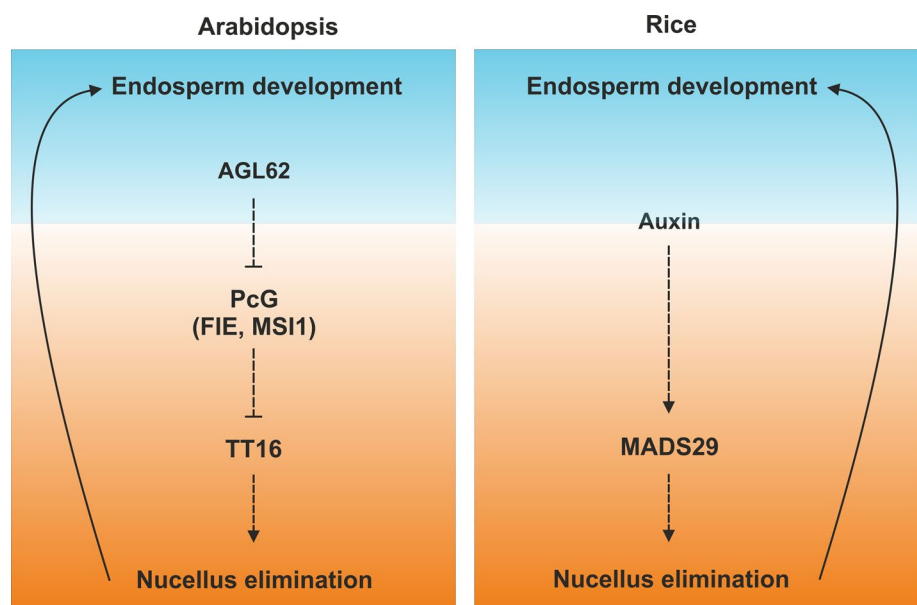 Arabidopsis
Endosperm development
AGL62
PcG
(FIE, MSI1)
TT16
Nucellus elimination
Rice
Endosperm development
Auxin
MADS29
Nucellus elimination